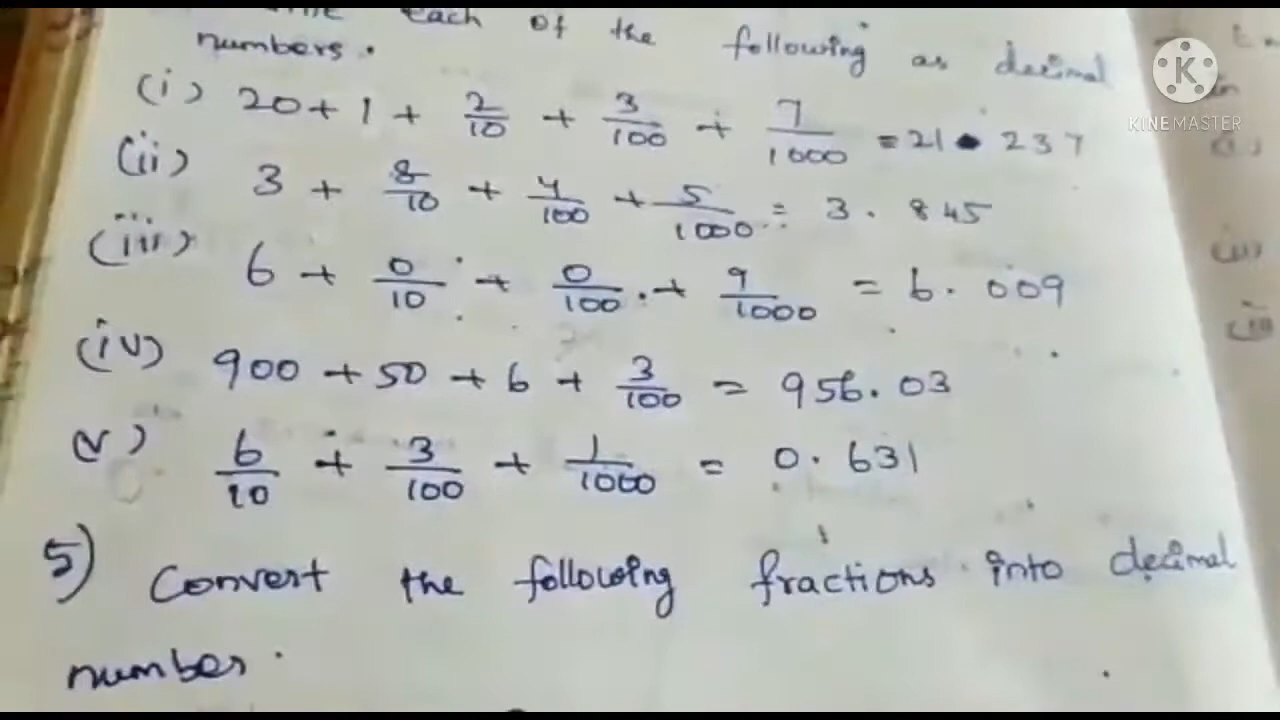 each of the following as decimal
numbers.
(i) 20 + 1 + 2/10 + 3/100 + 7/1000 = 21.237
(ii) 3 + 8/10 + 4/100 + 5/1000 = 3.845
(iii) 6 + 0/10 + 0/100 + 9/1000 = 6.009
(iv) 900 + 50 + 6 + 3/100 = 956.03
(v) 6/10 + 3/100 + 1/1000 = 0.631
5) Convert the following fractions into decimal
number.
K
KINEMASTER